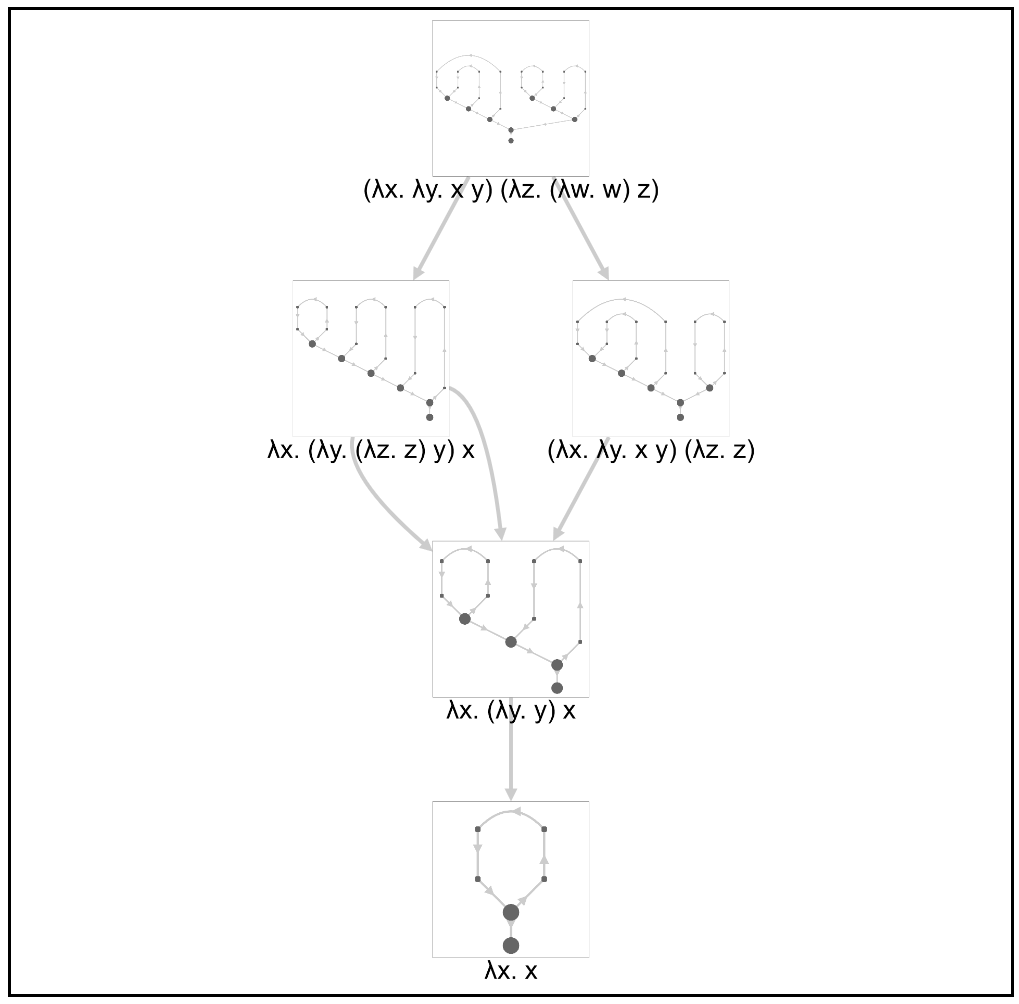 (λx. λy. x y) (λz. (λw. w) z)
λx. (λy. (λz. z) y) x
(λx. λy. x y) (λz. z)
λx. (λy. y) x
λx. x